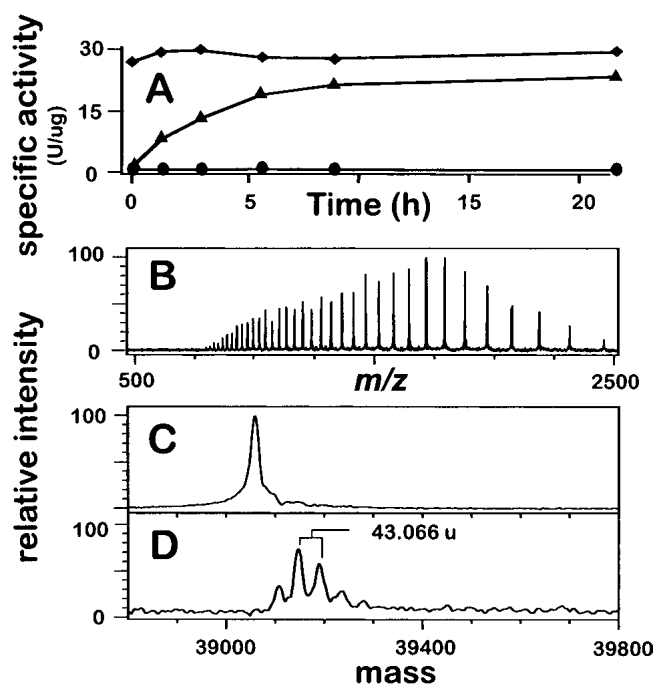 specific activity
(U/ug)
30
15
0
A
0
5
Time (h)
15
20
relative intensity
100
0
B
500
m/z
2500
100
C
100
0
D
43.066 u
39000
39400
39800
mass